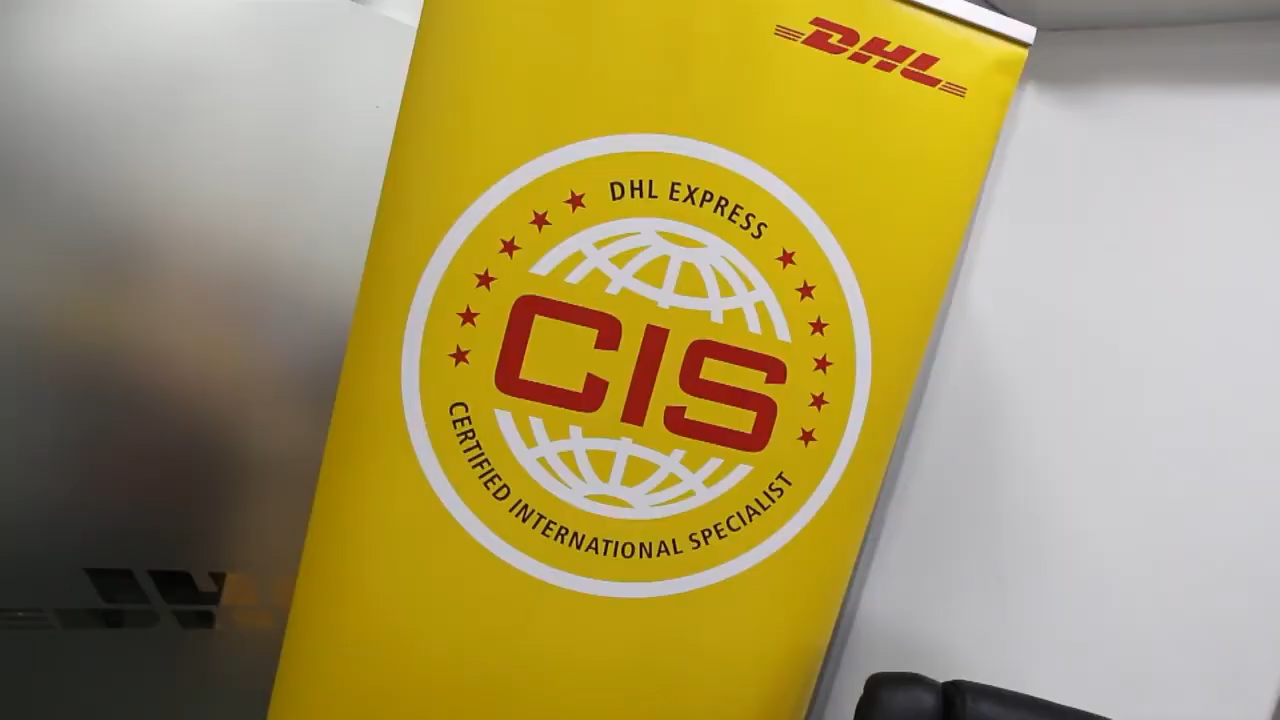 DHL
DHL EXPRESS
CIS
CERTIFIED INTERNATIONAL SPECIALIST